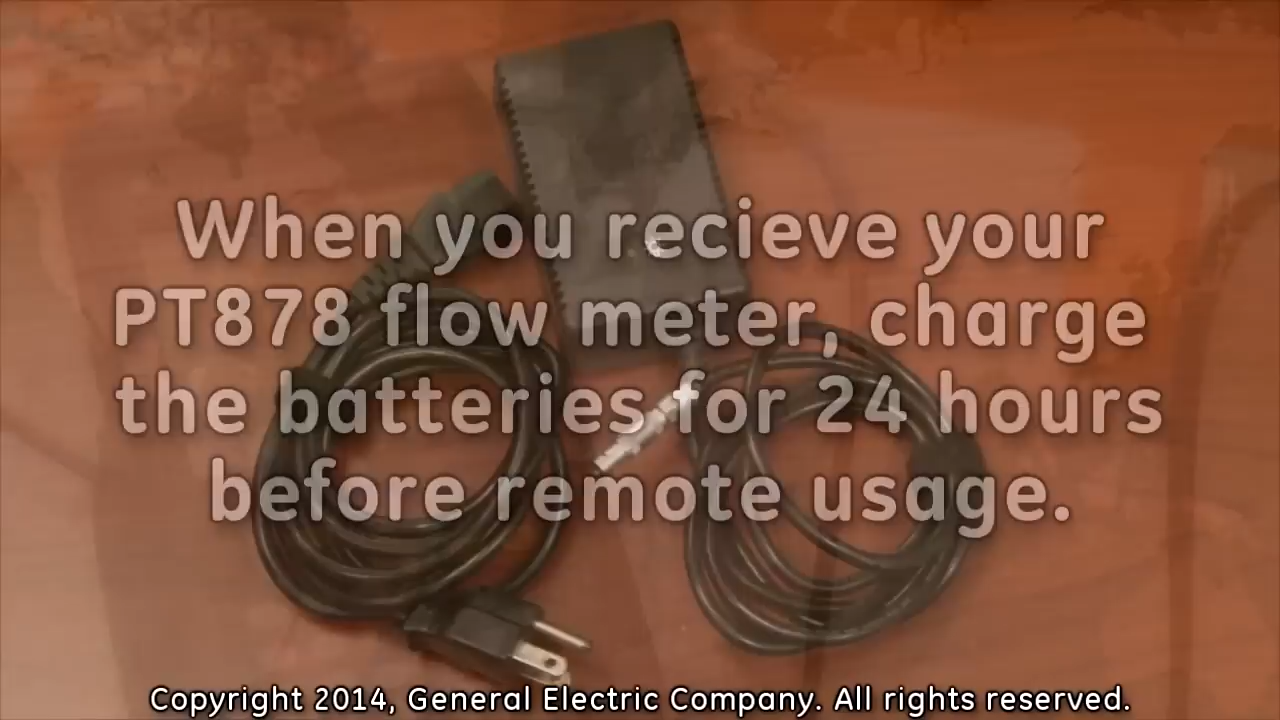 When you recieve your
PT878 flow meter, charge
the batteries for 24 hours
before remote usage.
Copyright 2014, General Electric Company. All rights reserved.